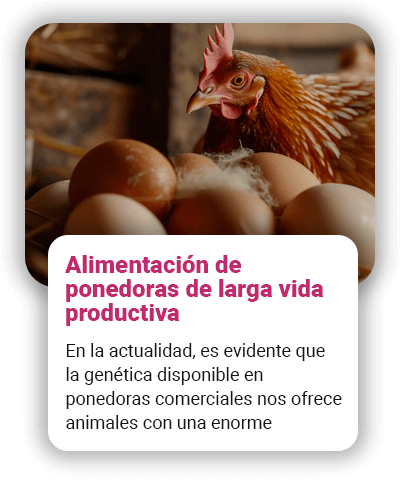 Alimentación de
ponedoras de larga vida
productiva
En la actualidad, es evidente que
la genética disponible en
ponedoras comerciales nos ofrece
animales con una enorme